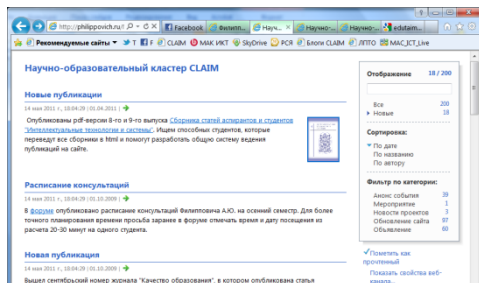 http://philippovich.ru/
Facebook
Филипп...
Науч...
Научно-...
Научно-...
edutaim...
Рекомендуемые сайты
T
F
CLAIM
МАК ИКТ
SkyDrive
РСЯ
Блоги CLAIM
ЛПТО
MAC_ICT_Live
Научно-образовательный кластер CLAIM
Новые публикации
14 мая 2011 г., 18:04:29 | 01.04.2011 |
Опубликованы pdf-версии 8-го и 9-го выпуска Сборника статей аспирантов и студентов
"Интеллектуальные технологии и системы". Ищем способных студентов, которые
переведут все сборники в html и помогут разработать общую систему ведения
публикаций на сайте.
Расписание консультаций
14 мая 2011 г., 18:04:29 | 01.10.2009 |
В форуме опубликовано расписание консультаций Филипповича А.Ю. на осенний семестр. Для более
точного планирования времени просьба заранее в форуме отмечать время и дату посещения из
расчета 20-30 минут на одного студента.
Новая публикация
14 мая 2011 г., 18:04:29 | 01.10.2009 |
Вышел сентябрьский номер журнала "Качество образования", в котором опубликована статья
Отображение 18 / 200
Все 200
Новые 18
Сортировка:
По дате
По названию
По автору
Фильтр по категории:
Анонс события 39
Мероприятие 1
Новости проектов 3
Обновление сайта 97
Объявление 60
Пометить как
прочтенный
Показать свойства веб-
канала...